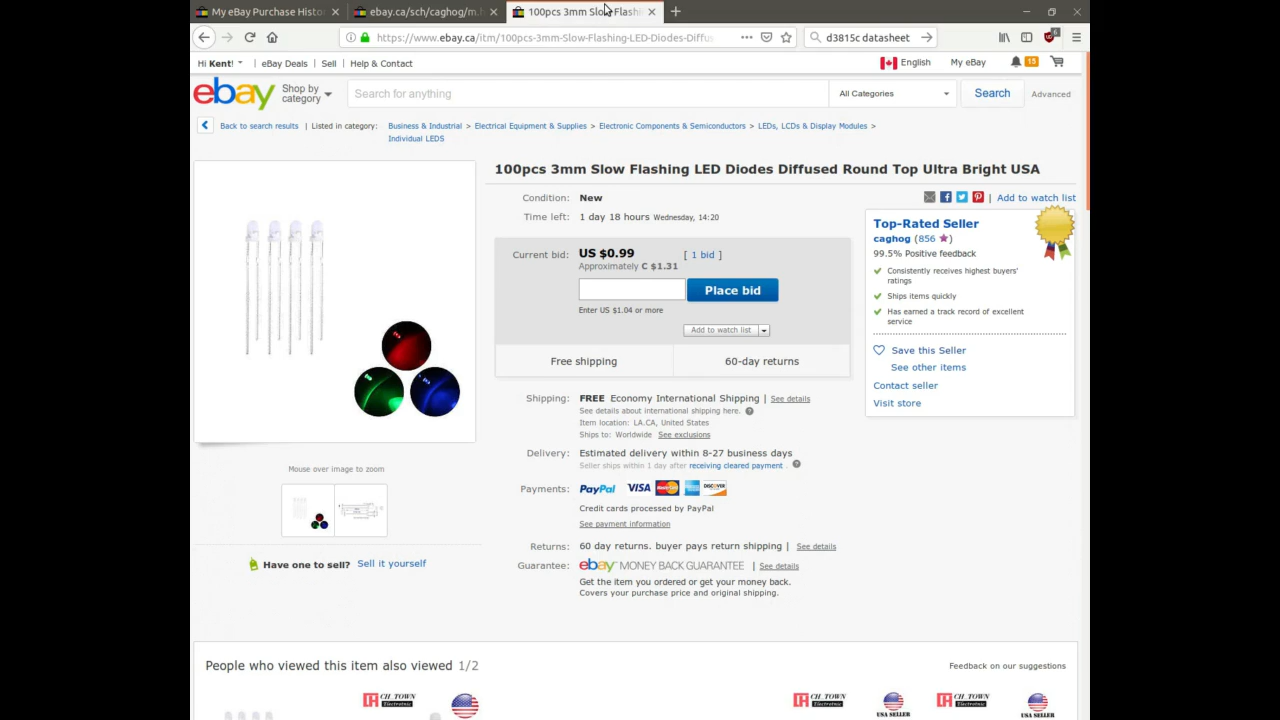 My eBay Purchase Histo
ebay.ca/sch/caghog/m.h
100pcs 3mm Slow Flashi
https://www.ebay.ca/itm/100pcs-3mm-Slow-Flashing-LED-Diodes-Diffus
d3815c datasheet
6
Hi Kent!
eBay Deals
Sell
Help & Contact
English
My eBay
15
ebay
Shop by
category
Search for anything
All Categories
Search
Advanced
Back to search results
Listed in category:
Business & Industrial >
Electrical Equipment & Supplies >
Electronic Components & Semiconductors >
LEDs, LCDs & Display Modules >
Individual LEDS
100pcs 3mm Slow Flashing LED Diodes Diffused Round Top Ultra Bright USA
Condition: New
Add to watch list
Time left: 1 day 18 hours Wednesday, 14:20
Current bid: US $0.99 [ 1 bid ]
Approximately C $1.31
Place bid
Enter US $1.04 or more
Add to watch list
Free shipping
60-day returns
Top-Rated Seller
caghog (856 )
99.5% Positive feedback
Consistently receives highest buyers'
ratings
Ships items quickly
Has earned a track record of excellent
service
Save this Seller
See other items
Contact seller
Visit store
Shipping: FREE Economy International Shipping | See details
See details about international shipping here.
Item location: LA.CA, United States
Ships to: Worldwide See exclusions
Delivery: Estimated delivery within 8-27 business days
Seller ships within 1 day after receiving cleared payment .
Payments: PayPal VISA MasterCard DISCOVER
Credit cards processed by PayPal
See payment information
Returns: 60 day returns. buyer pays return shipping | See details
Guarantee: ebay MONEY BACK GUARANTEE | See details
Get the item you ordered or get your money back.
Covers your purchase price and original shipping.
Mouse over image to zoom
Have one to sell? Sell it yourself
People who viewed this item also viewed 1/2
Feedback on our suggestions
CH_TOWN
Electronic
CH_TOWN
Electronic
USA SELLER
CH_TOWN
Electronic
USA SELLER